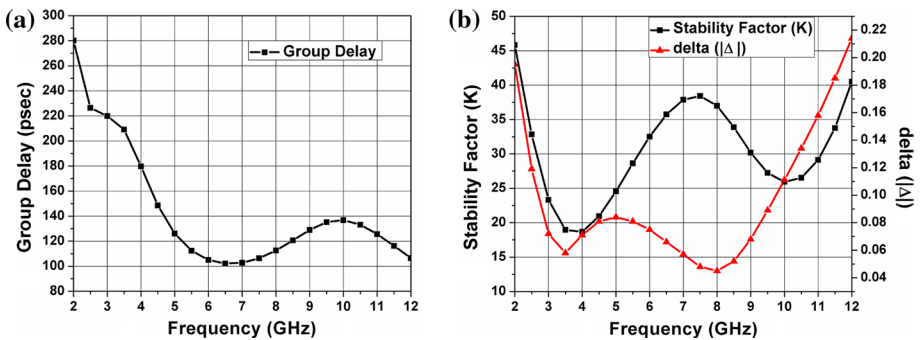 (a)
Group Delay (psec)
300
280
260
240
220
200
180
160
140
120
100
80
Group Delay
2 3 4 5 6 7 8 9 10 11 12
Frequency (GHz)
(b)
Stability Factor (K)
50
45
40
35
30
25
20
15
10
Stability Factor (K)
delta (|Δ|)
0.22
0.20
0.18
0.16
0.14
0.12
0.10
0.08
0.06
0.04
delta (|Δ|)
2 3 4 5 6 7 8 9 10 11 12
Frequency (GHz)